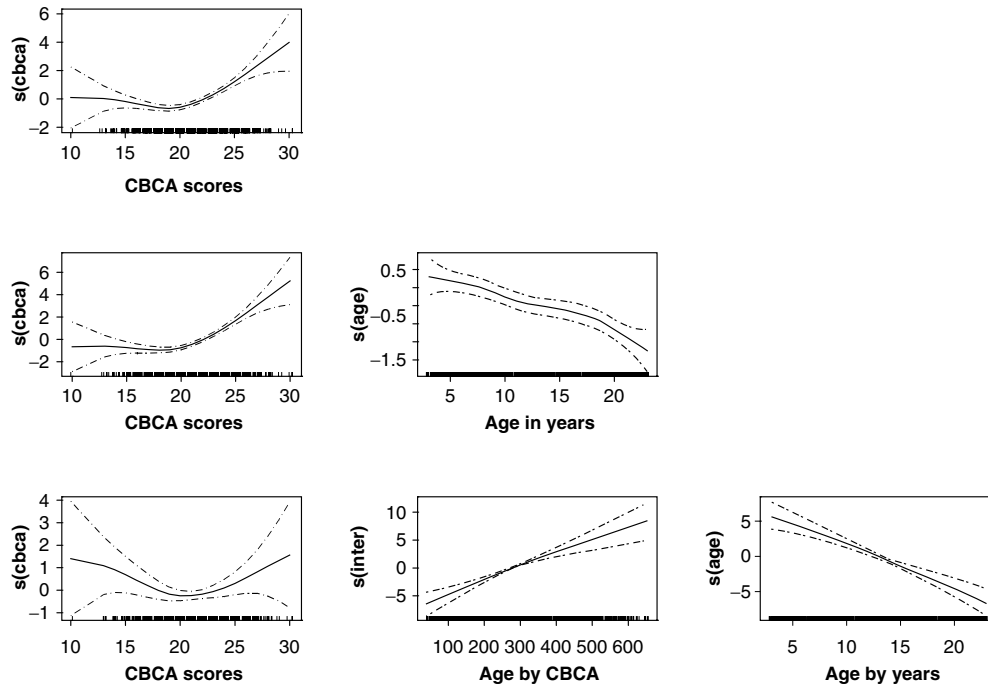 s(cbca)
6
4
2
0
−2
10 15 20 25 30
CBCA scores
s(cbca)
6
4
2
0
−2
10 15 20 25 30
CBCA scores
s(age)
0.5
−0.5
−1.5
5 10 15 20
Age in years
s(cbca)
4
3
2
1
0
−1
10 15 20 25 30
CBCA scores
s(inter)
10
5
0
−5
100 200 300 400 500 600
Age by CBCA
s(age)
5
0
−5
5 10 15 20
Age by years